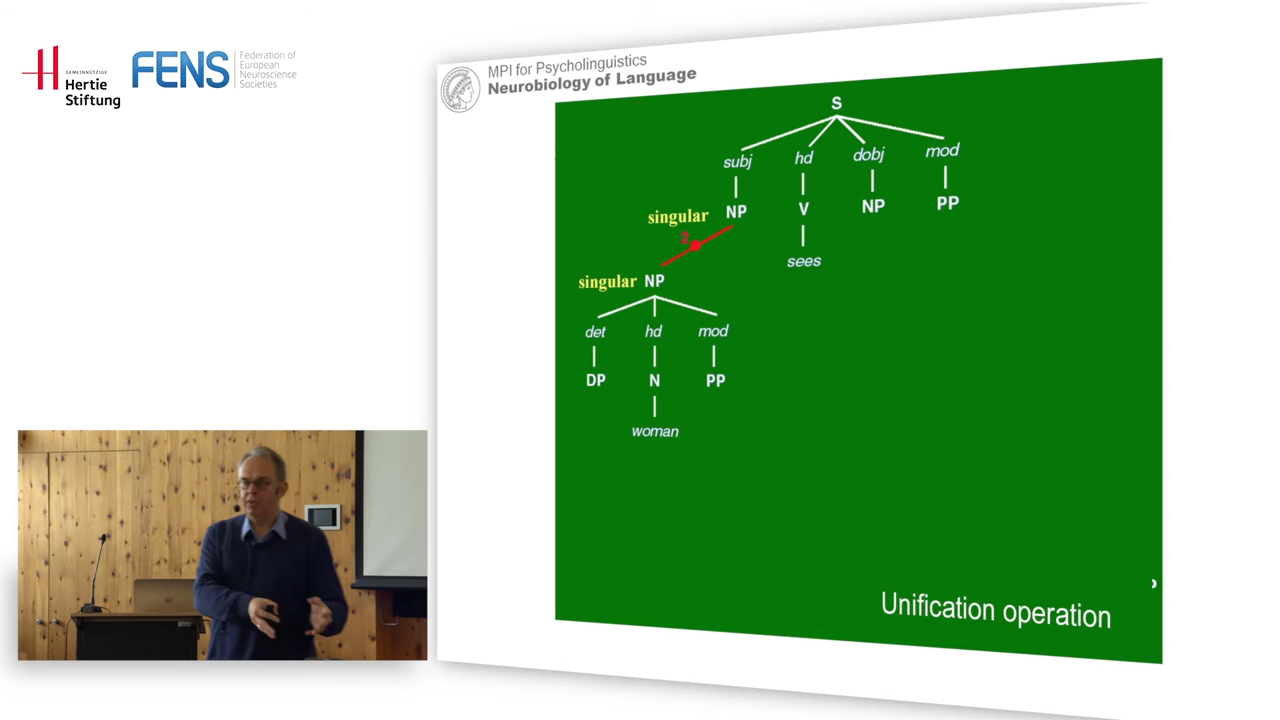 GEMEINNÜTZIGE
Hertie
Stiftung
FENS
Federation of
European
Neuroscience
Societies
MPI for Psycholinguistics
Neurobiology of Language
S
subj hd dobj mod
singular NP V NP PP
2
sees
singular NP
det hd mod
DP N PP
woman
Unification operation